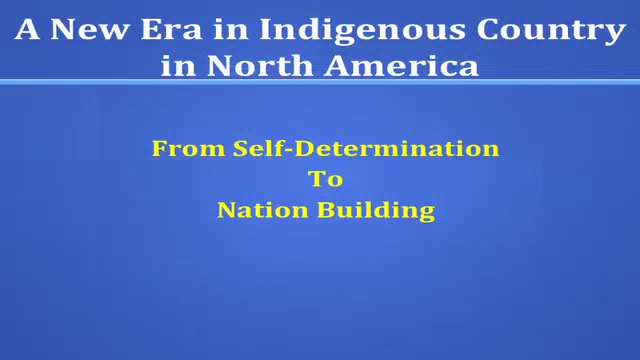 A New Era in Indigenous Country
in North America
From Self-Determination
To
Nation Building